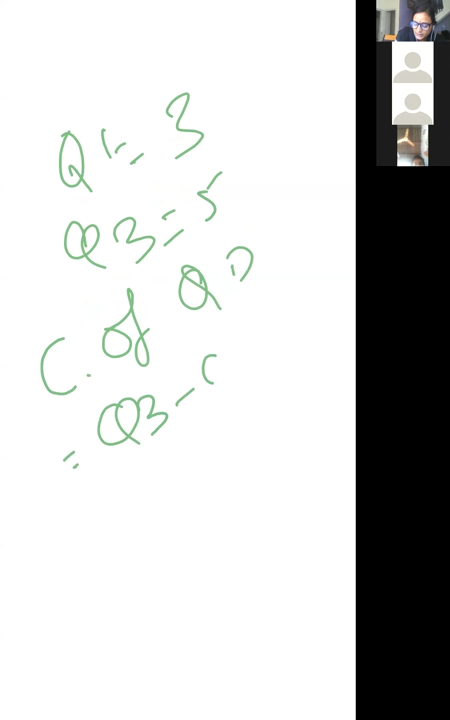 Q1 = 3
Q3 = 5
C. of QD
= Q3 - Q